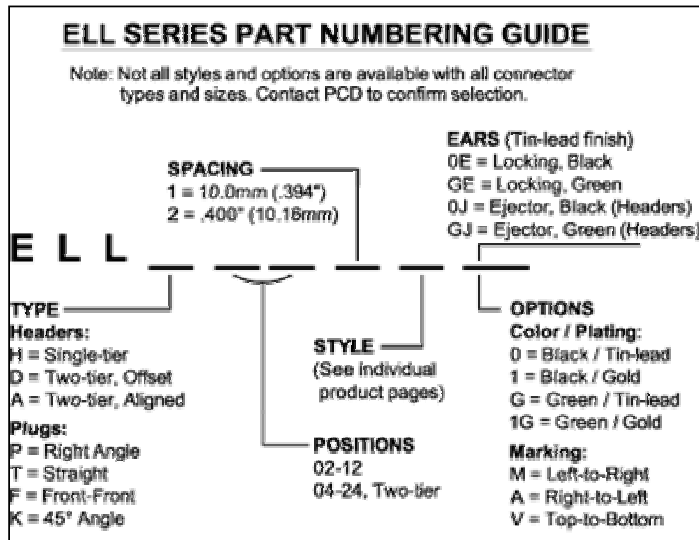 ELL SERIES PART NUMBERING GUIDE
Note: Not all styles and options are available with all connector
types and sizes. Contact PCD to confirm selection.
EARS (Tin-lead finish)
0E = Locking, Black
GE = Locking, Green
0J = Ejector, Black (Headers)
GJ = Ejector, Green (Headers)
SPACING
1 = 10.0mm (.394")
2 = .400" (10.16mm)
E L L
TYPE
Headers:
H = Single-tier
D = Two-tier, Offset
A = Two-tier, Aligned
Plugs:
P = Right Angle
T = Straight
F = Front-Front
K = 45° Angle
STYLE
(See individual
product pages)
POSITIONS
02-12
04-24, Two-tier
OPTIONS
Color / Plating:
0 = Black / Tin-lead
1 = Black / Gold
G = Green / Tin-lead
1G = Green / Gold
Marking:
M = Left-to-Right
A = Right-to-Left
V = Top-to-Bottom